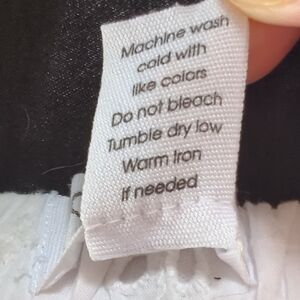 Machine wash
cold with
like colors
Do not bleach
Tumble dry low
Warm Iron
If needed